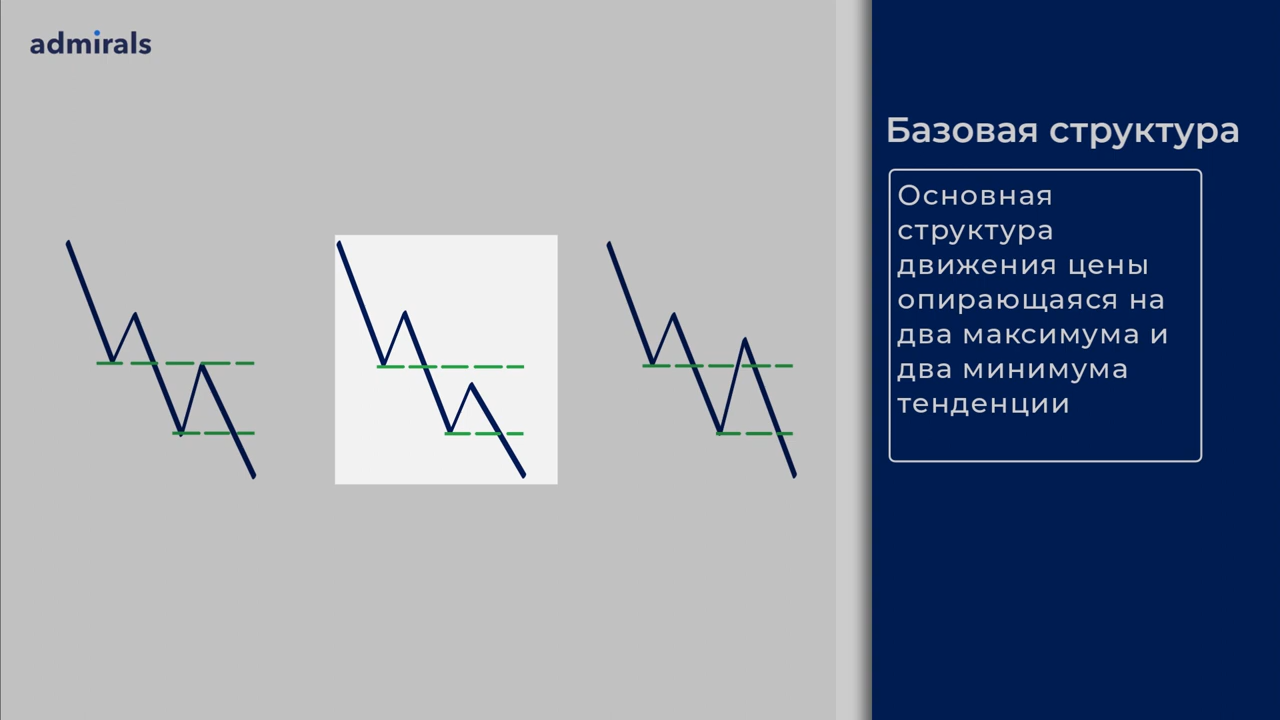 admirals
Базовая структура
Основная
структура
движения цены
опирающаяся на
два максимума и
два минимума
тенденции